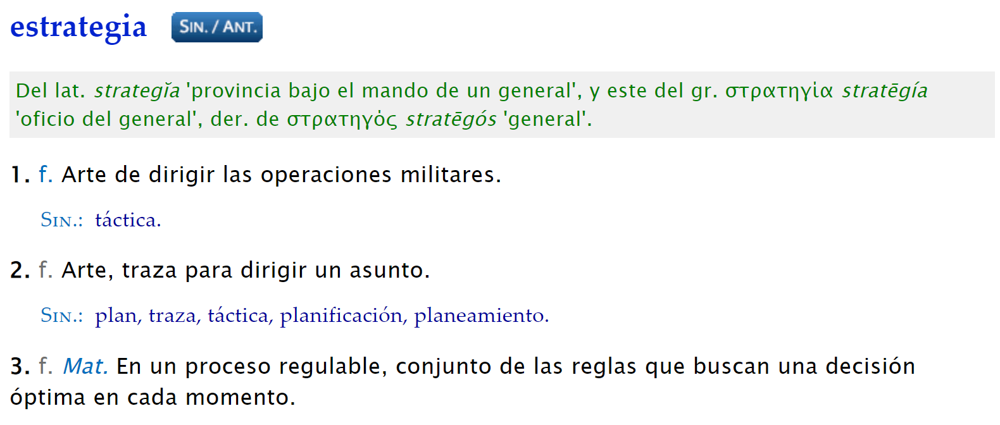 estrategia SIN. / ANT.
Del lat. strategĭa 'provincia bajo el mando de un general', y este del gr. στρατηγία stratēgía
'oficio del general', der. de στρατηγός stratēgós 'general'.
1. f. Arte de dirigir las operaciones militares.
SIN.: táctica.
2. f. Arte, traza para dirigir un asunto.
SIN.: plan, traza, táctica, planificación, planeamiento.
3. f. Mat. En un proceso regulable, conjunto de las reglas que buscan una decisión
óptima en cada momento.